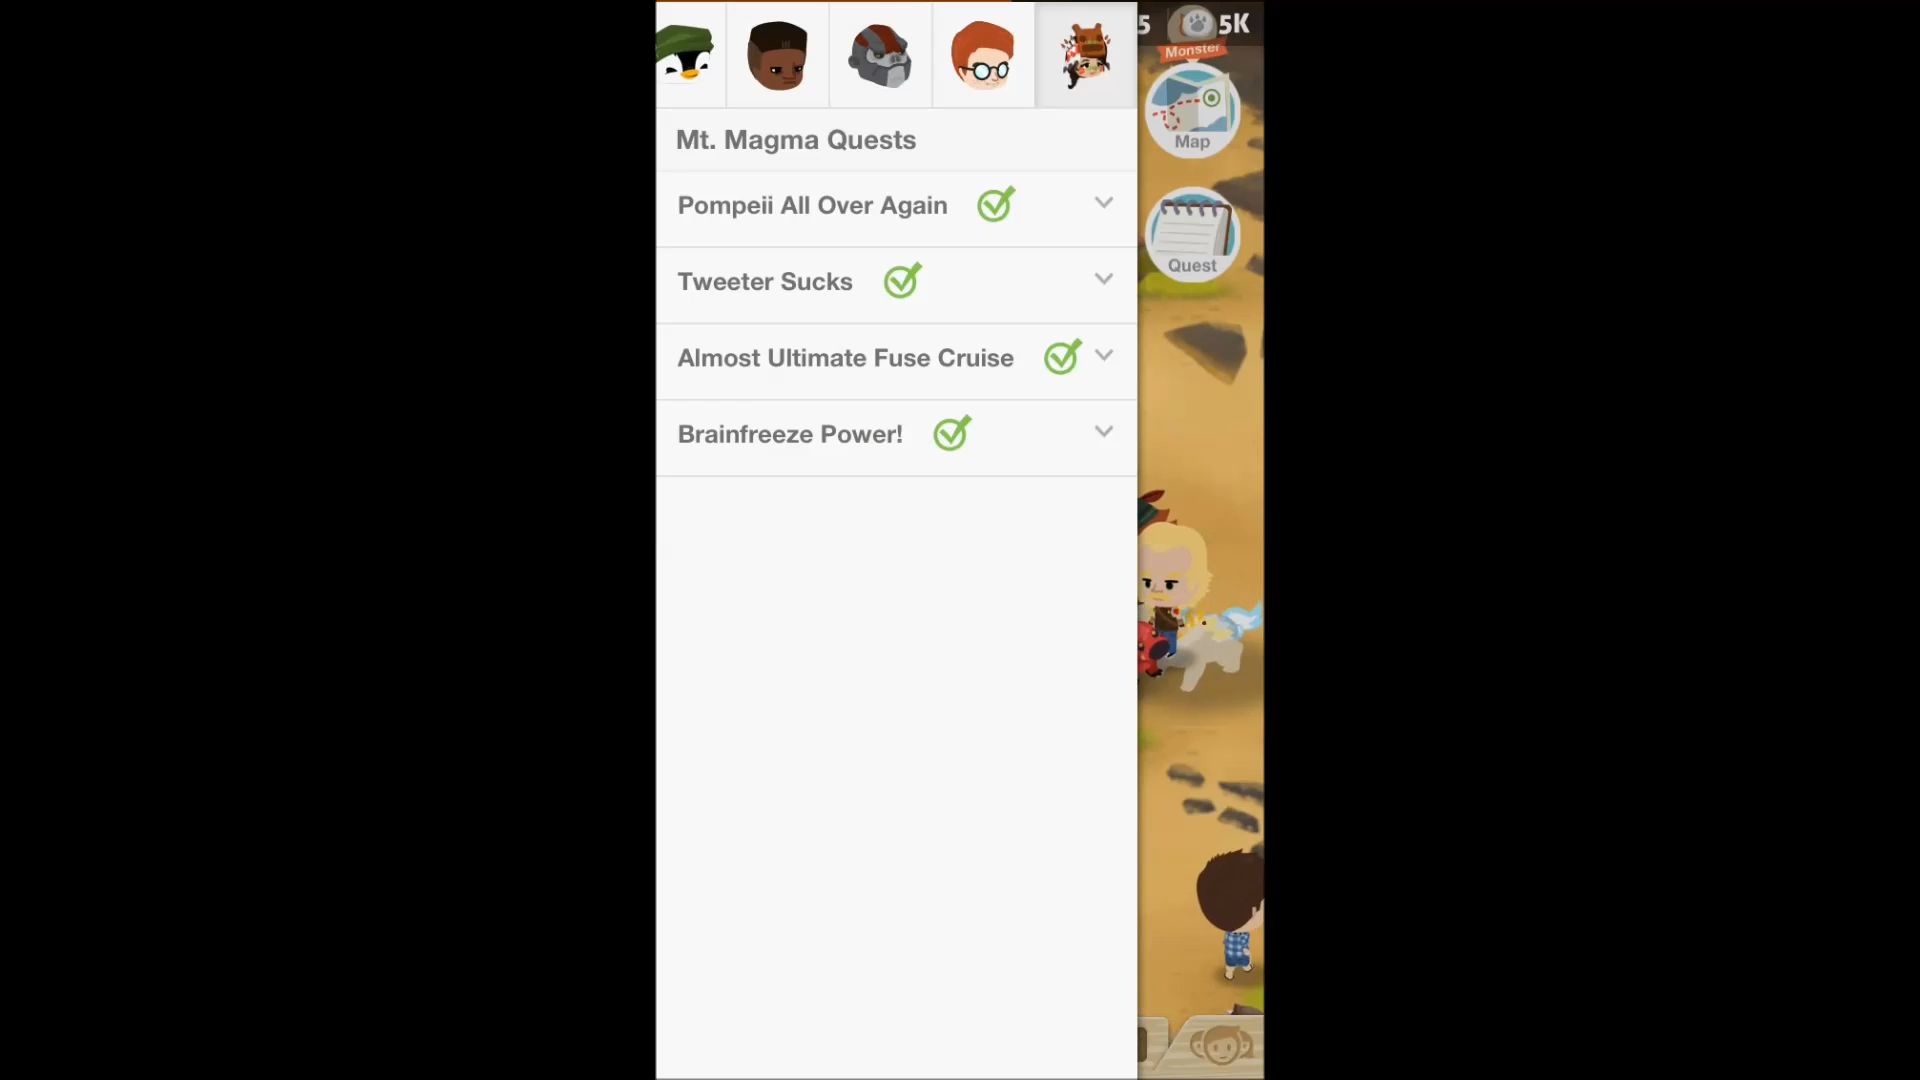 5
5K
Monster
Map
Quest
Mt. Magma Quests
Pompeii All Over Again
Tweeter Sucks
Almost Ultimate Fuse Cruise
Brainfreeze Power!